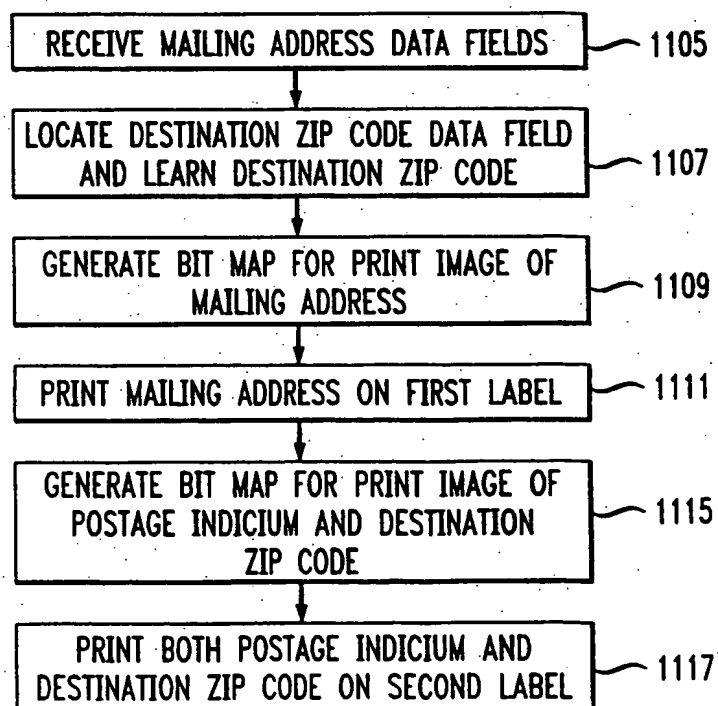 RECEIVE MAILING ADDRESS DATA FIELDS 1105
LOCATE DESTINATION ZIP CODE DATA FIELD
AND LEARN DESTINATION ZIP CODE 1107
GENERATE BIT MAP FOR PRINT IMAGE OF
MAILING ADDRESS 1109
PRINT MAILING ADDRESS ON FIRST LABEL 1111
GENERATE BIT MAP FOR PRINT IMAGE OF
POSTAGE INDICIUM AND DESTINATION 1115
ZIP CODE
PRINT BOTH POSTAGE INDICIUM AND
DESTINATION ZIP CODE ON SECOND LABEL 1117